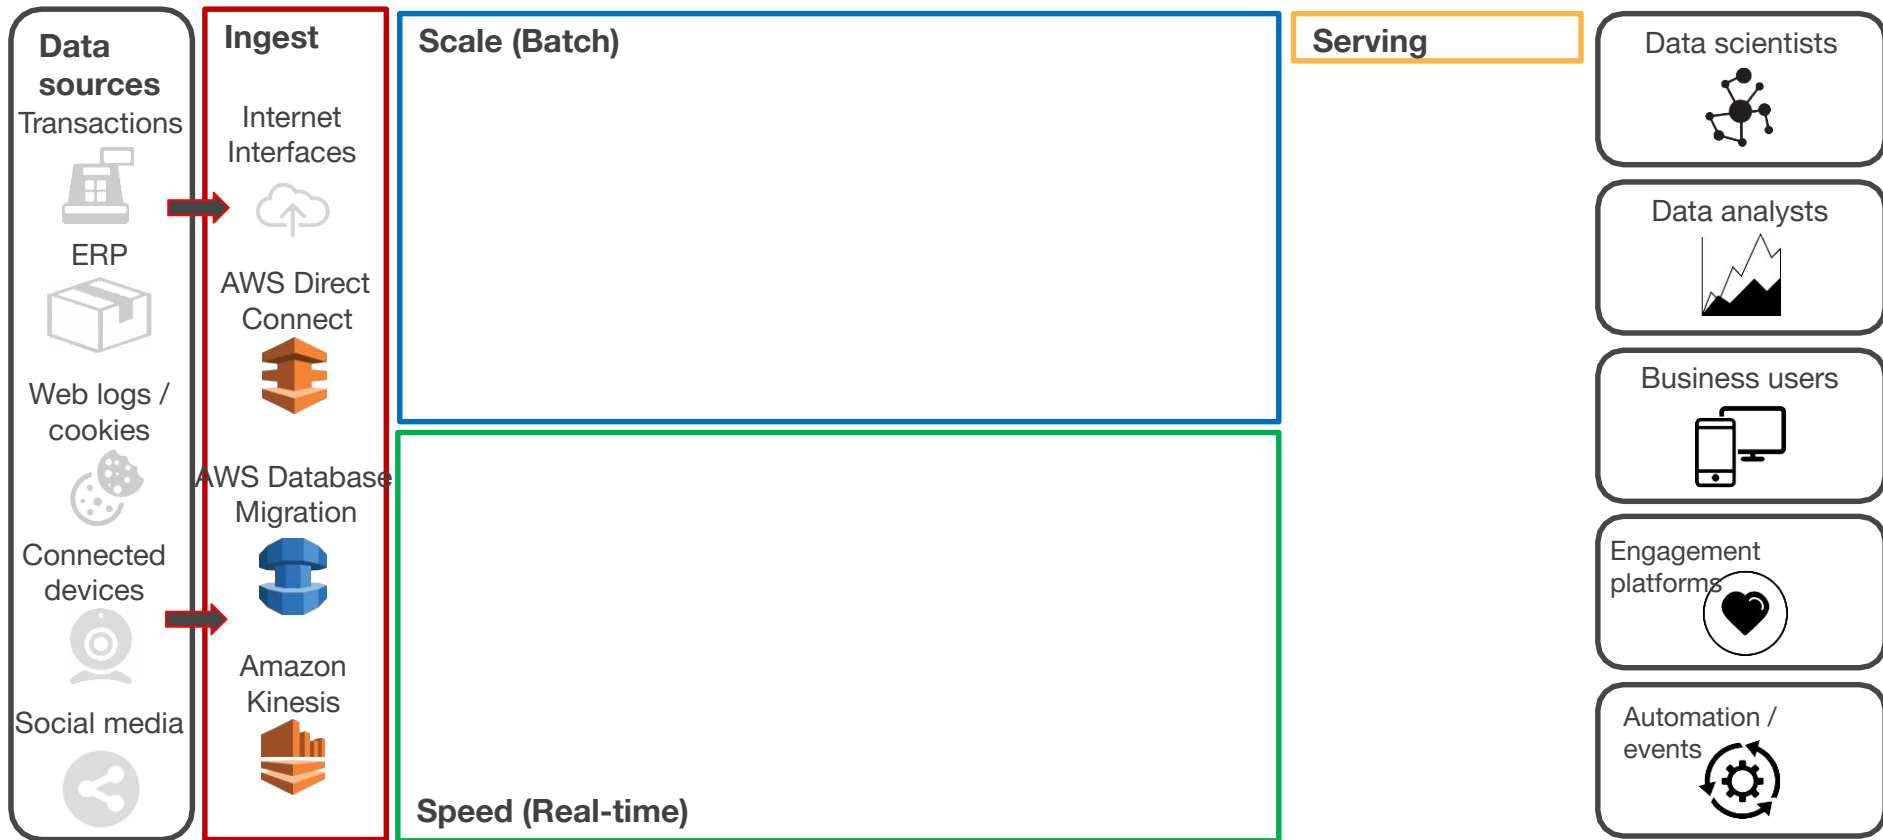 Data
sources
Transactions
ERP
Web logs /
cookies
Connected
devices
Social media
Ingest
Internet
Interfaces
AWS Direct
Connect
AWS Database
Migration
Amazon
Kinesis
Scale (Batch)
Speed (Real-time)
Serving
Data scientists
Data analysts
Business users
Engagement
platforms
Automation /
events